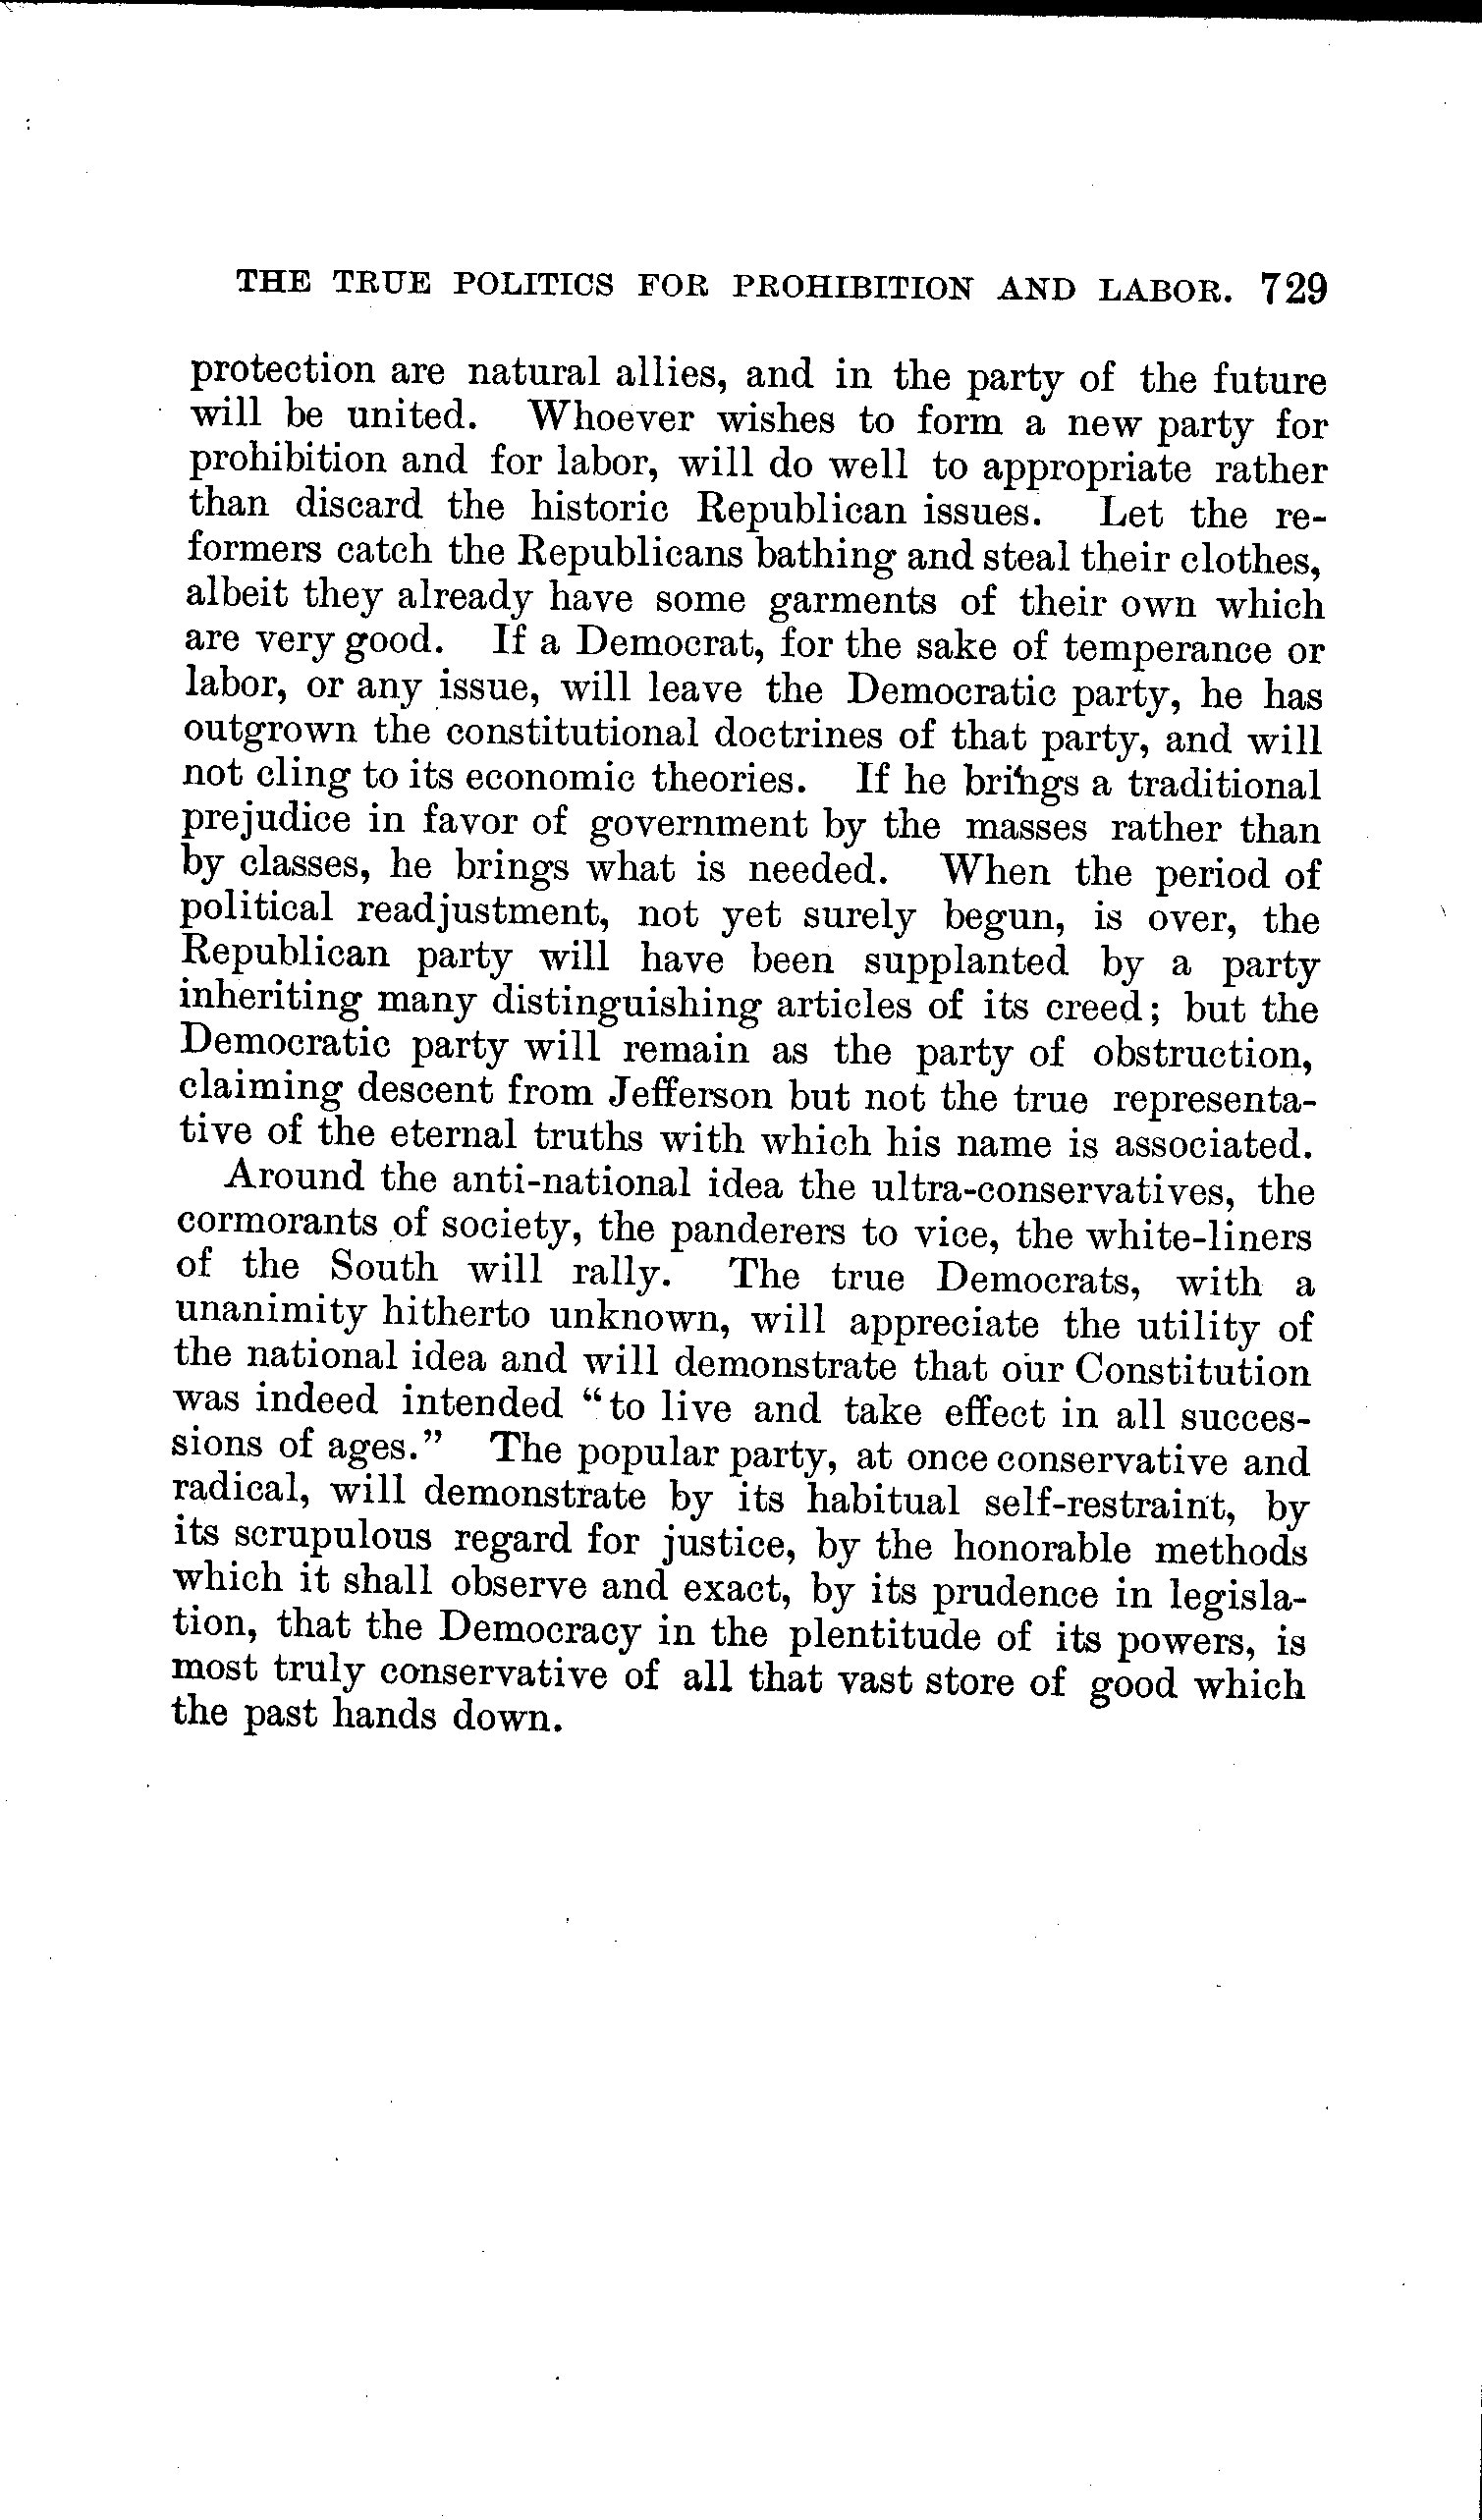 THE TRUE POLITICS FOR PROHIBITION AND LABOR. 729
protection are natural allies, and in the party of the future
will be united. Whoever wishes to form a new party for
prohibition and for labor, will do well to appropriate rather
than discard the historic Republican issues. Let the re-
formers catch the Republicans bathing and steal their clothes,
albeit they already have some garments of their own which
are very good. If a Democrat, for the sake of temperance or
labor, or any issue, will leave the Democratic party, he has
outgrown the constitutional doctrines of that party, and will
not cling to its economic theories. If he brings a traditional
prejudice in favor of government by the masses rather than
by classes, he brings what is needed. When the period of
political readjustment, not yet surely begun, is over, the
Republican party will have been supplanted by a party
inheriting many distinguishing articles of its creed; but the
Democratic party will remain as the party of obstruction,
claiming descent from Jefferson but not the true representa-
tive of the eternal truths with which his name is associated.
Around the anti-national idea the ultra-conservatives, the
cormorants of society, the panderers to vice, the white-liners
of the South will rally. The true Democrats, with a
unanimity hitherto unknown, will appreciate the utility of
the national idea and will demonstrate that our Constitution
was indeed intended "to live and take effect in all succes-
sions of ages." The popular party, at once conservative and
radical, will demonstrate by its habitual self-restraint, by
its scrupulous regard for justice, by the honorable methods
which it shall observe and exact, by its prudence in legisla-
tion, that the Democracy in the plentitude of its powers, is
most truly conservative of all that vast store of good which
the past hands down.